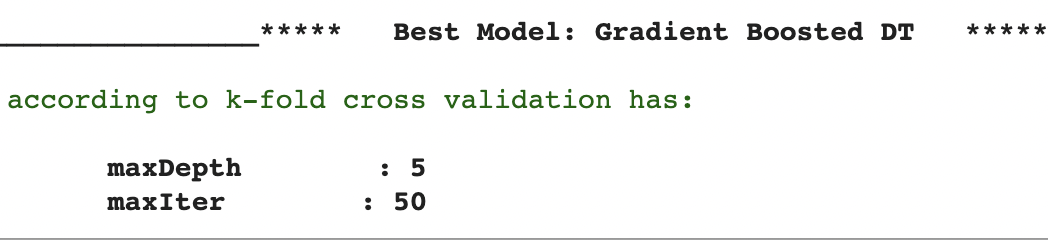 _______________***** Best Model: Gradient Boosted DT *****
according to k-fold cross validation has:
maxDepth : 5
maxIter : 50